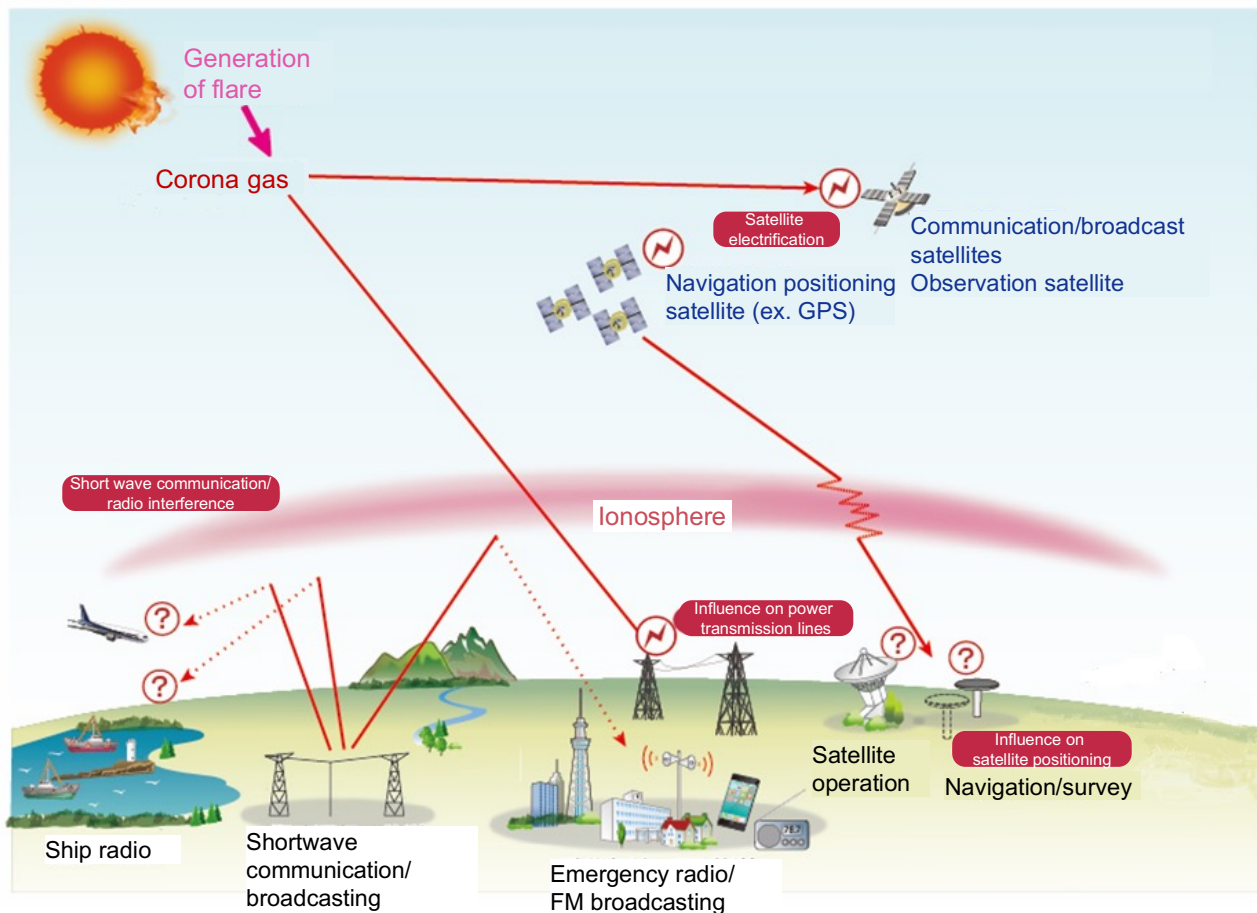 Generation
of flare
Corona gas
Satellite
electrification
Communication/broadcast
satellites
Observation satellite
Navigation positioning
satellite (ex. GPS)
Short wave communication/
radio interference
Ionosphere
?
?
Influence on power
transmission lines
?
?
Influence on
satellite positioning
Satellite
operation
Navigation/survey
78.7
Ship radio
Shortwave
communication/
broadcasting
Emergency radio/
FM broadcasting